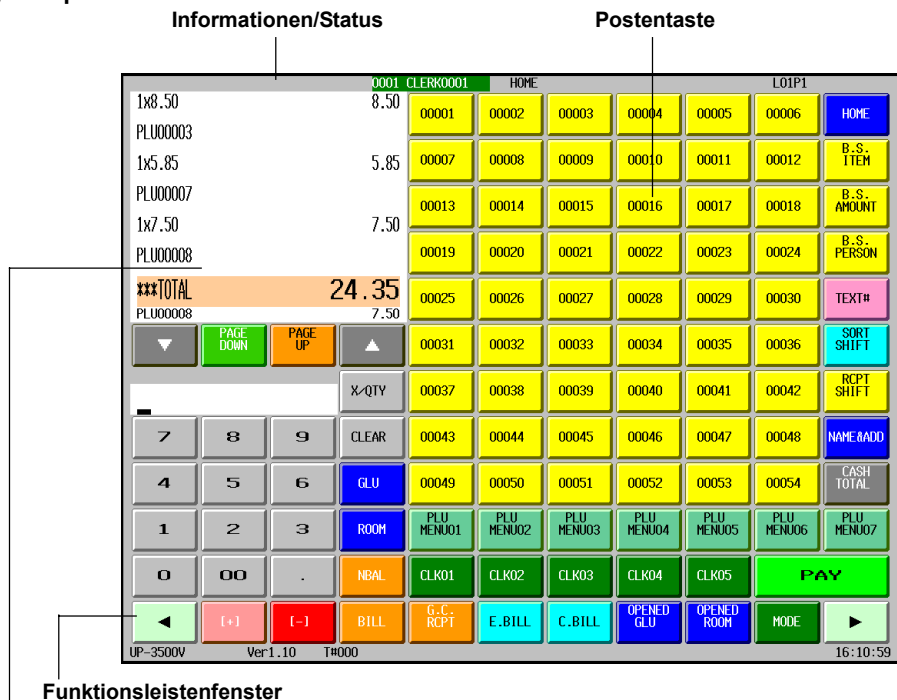 Informationen/Status Postentaste
0001 CLERK0001 HOME L01P1
1x8.50 8.50
PLU00003
1x5.85 5.85
PLU00007
1x7.50 7.50
PLU00008
***TOTAL 24.35
PLU00008 7.50
▼ PAGE DOWN PAGE UP ▲
X/QTY
7 8 9 CLEAR
4 5 6 GLU
1 2 3 ROOM
0 00 . NBAL
◀ [+] [-] BILL
00001 00002 00003 00004 00005 00006 HOME
00007 00008 00009 00010 00011 00012 B.S. ITEM
00013 00014 00015 00016 00017 00018 B.S. AMOUNT
00019 00020 00021 00022 00023 00024 B.S. PERSON
00025 00026 00027 00028 00029 00030 TEXT#
00031 00032 00033 00034 00035 00036 SORT SHIFT
00037 00038 00039 00040 00041 00042 RCPT SHIFT
00043 00044 00045 00046 00047 00048 NAME&ADD
00049 00050 00051 00052 00053 00054 CASH TOTAL
PLU MENU01 PLU MENU02 PLU MENU03 PLU MENU04 PLU MENU05 PLU MENU06 PLU MENU07
CLK01 CLK02 CLK03 CLK04 CLK05 PAY
G.C. RCPT E.BILL C.BILL OPENED GLU OPENED ROOM MODE ▶
UP-3500V Ver1.10 T#000 16:10:59
Funktionsleistenfenster